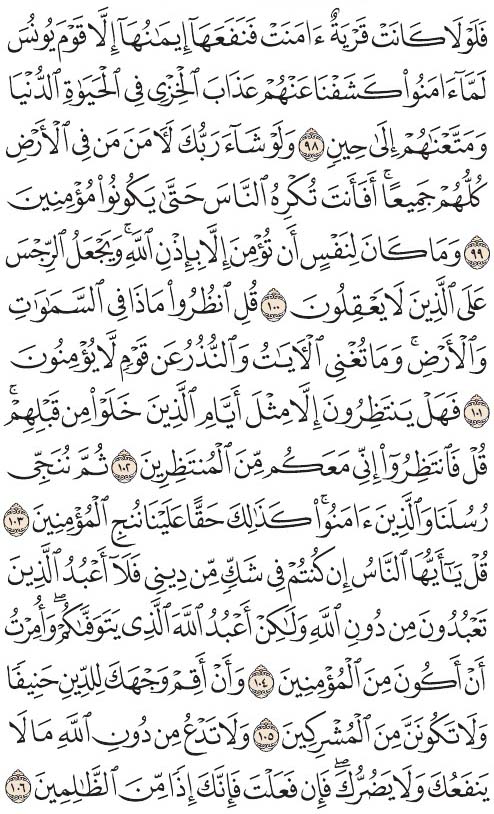 فَلَوْلَا كَانَتْ قَرْيَةٌ ءَامَنَتْ فَنَفَعَهَآ إِيمَٰنُهَآ إِلَّا قَوْمَ يُونُسَ
لَمَّآ ءَامَنُوا۟ كَشَفْنَا عَنْهُمْ عَذَابَ ٱلْخِزْىِ فِى ٱلْحَيَوٰةِ ٱلدُّنْيَا
وَمَتَّعْنَٰهُمْ إِلَىٰ حِينٍ ٩٨ وَلَوْ شَآءَ رَبُّكَ لَءَامَنَ مَن فِى ٱلْأَرْضِ
كُلُّهُمْ جَمِيعًا ۚ أَفَأَنتَ تُكْرِهُ ٱلنَّاسَ حَتَّىٰ يَكُونُوا۟ مُؤْمِنِينَ
٩٩ وَمَا كَانَ لِنَفْسٍ أَن تُؤْمِنَ إِلَّا بِإِذْنِ ٱللَّهِ ۚ وَيَجْعَلُ ٱلرِّجْسَ
عَلَى ٱلَّذِينَ لَا يَعْقِلُونَ ١٠٠ قُلِ ٱنظُرُوا۟ مَاذَا فِى ٱلسَّمَٰوَٰتِ
وَٱلْأَرْضِ ۚ وَمَا تُغْنِى ٱلْءَايَٰتُ وَٱلنُّذُرُ عَن قَوْمٍ لَّا يُؤْمِنُونَ
١٠١ فَهَلْ يَنتَظِرُونَ إِلَّا مِثْلَ أَيَّامِ ٱلَّذِينَ خَلَوْا۟ مِن قَبْلِهِمْ ۚ
قُلْ فَٱنتَظِرُوٓا۟ إِنِّى مَعَكُم مِّنَ ٱلْمُنتَظِرِينَ ١٠٢ ثُمَّ نُنَجِّى
رُسُلَنَا وَٱلَّذِينَ ءَامَنُوا۟ ۚ كَذَٰلِكَ حَقًّا عَلَيْنَا نُنجِ ٱلْمُؤْمِنِينَ ١٠٣
قُلْ يَٰٓأَيُّهَا ٱلنَّاسُ إِن كُنتُمْ فِى شَكٍّ مِّن دِينِى فَلَآ أَعْبُدُ ٱلَّذِينَ
تَعْبُدُونَ مِن دُونِ ٱللَّهِ وَلَٰكِنْ أَعْبُدُ ٱللَّهَ ٱلَّذِى يَتَوَفَّىٰكُمْ ۖ وَأُمِرْتُ
أَنْ أَكُونَ مِنَ ٱلْمُؤْمِنِينَ ١٠٤ وَأَنْ أَقِمْ وَجْهَكَ لِلدِّينِ حَنِيفًا
وَلَا تَكُونَنَّ مِنَ ٱلْمُشْرِكِينَ ١٠٥ وَلَا تَدْعُ مِن دُونِ ٱللَّهِ مَا لَا
يَنفَعُكَ وَلَا يَضُرُّكَ ۖ فَإِن فَعَلْتَ فَإِنَّكَ إِذًا مِّنَ ٱلظَّٰلِمِينَ ١٠٦